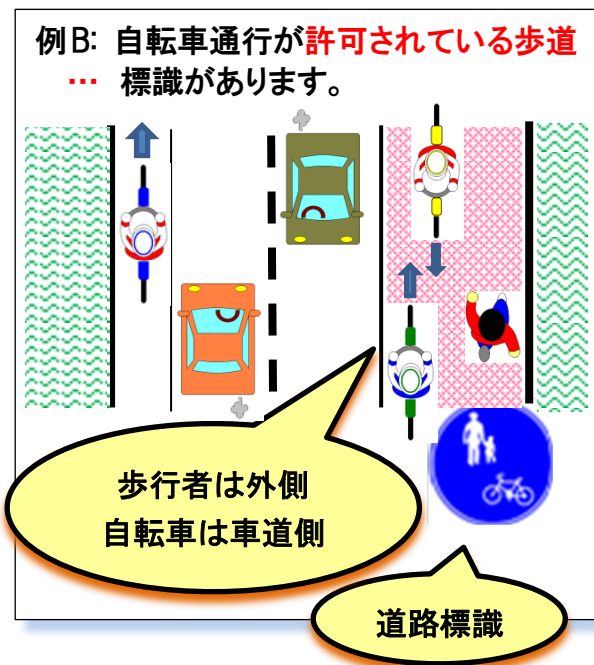 例B: 自転車通行が許可されている歩道
… 標識があります。
歩行者は外側
自転車は車道側
道路標識